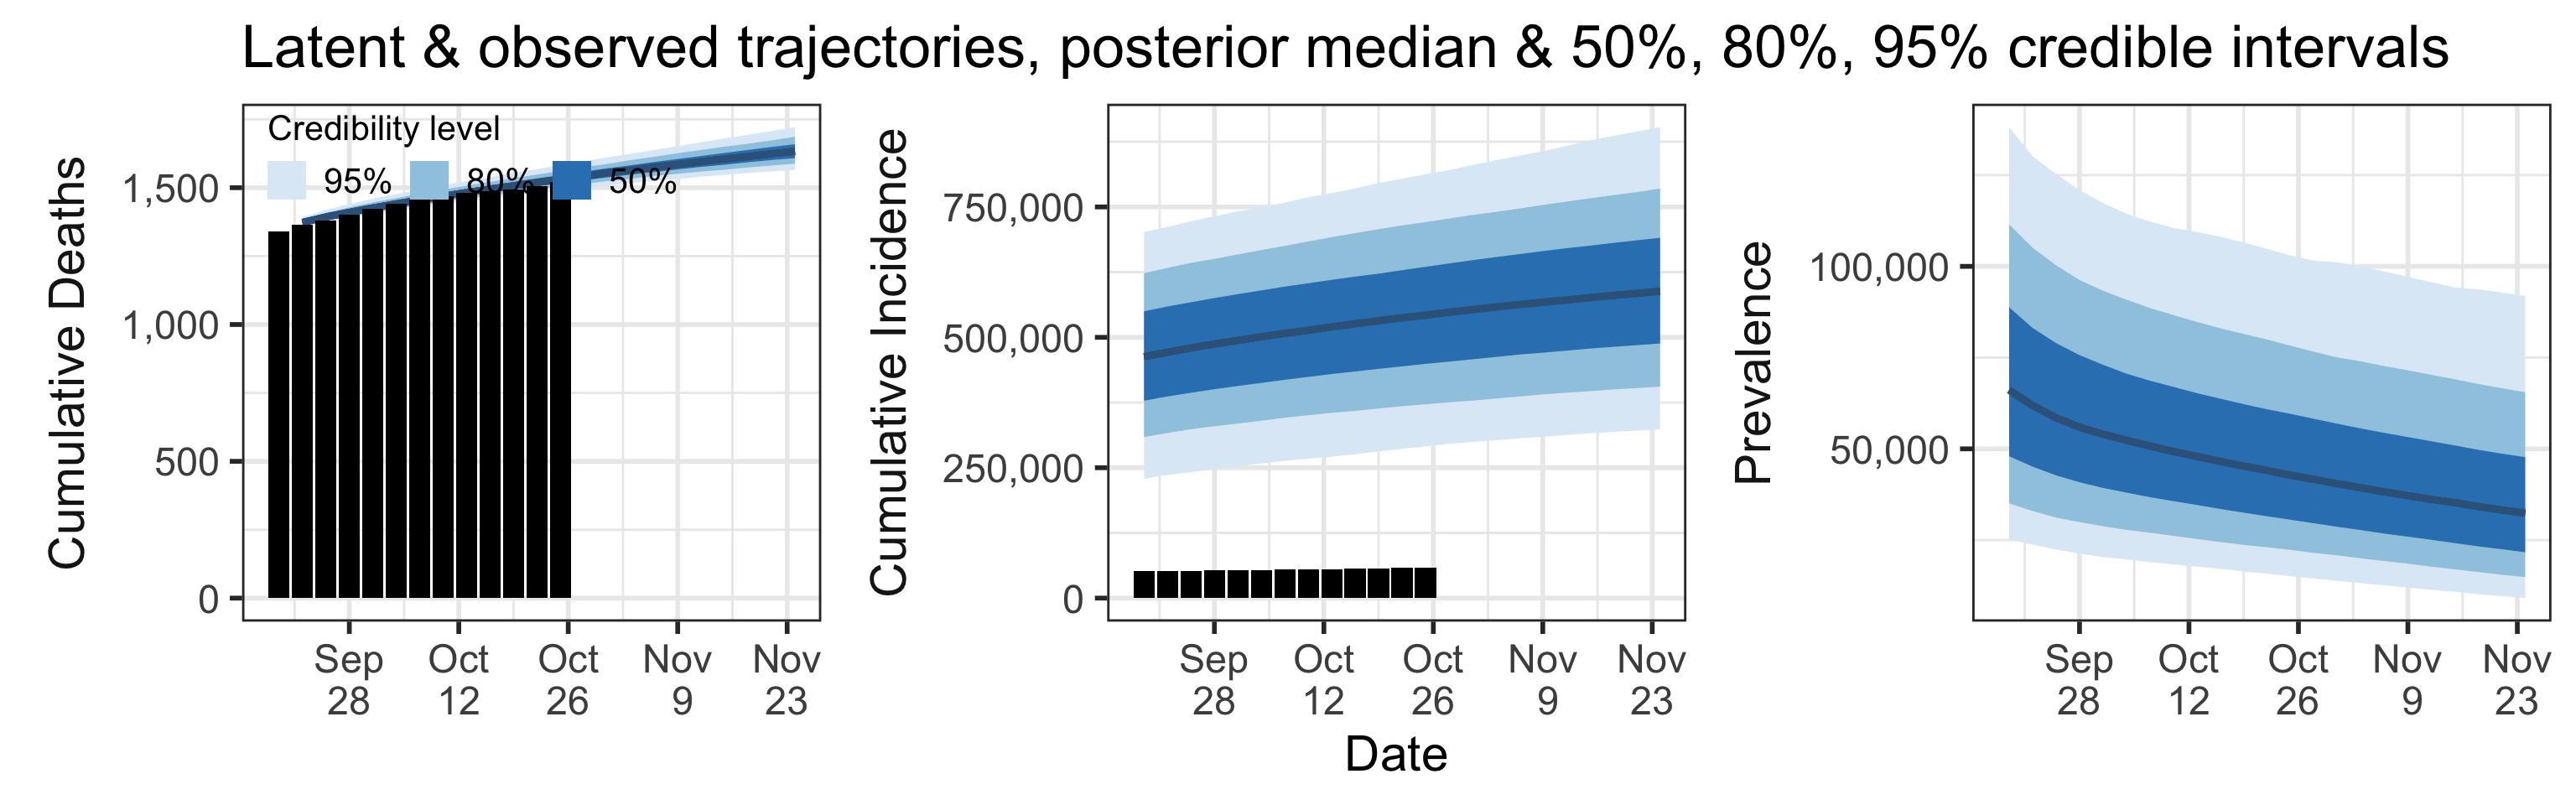 Latent & observed trajectories, posterior median & 50%, 80%, 95% credible intervals
Cumulative Deaths
Credibility level
95% 80% 50%
1,500
1,000
500
0
Sep 28
Oct 12
Oct 26
Nov 9
Nov 23
Cumulative Incidence
750,000
500,000
250,000
0
Sep 28
Oct 12
Oct 26
Nov 9
Nov 23
Prevalence
100,000
50,000
Sep 28
Oct 12
Oct 26
Nov 9
Nov 23
Date